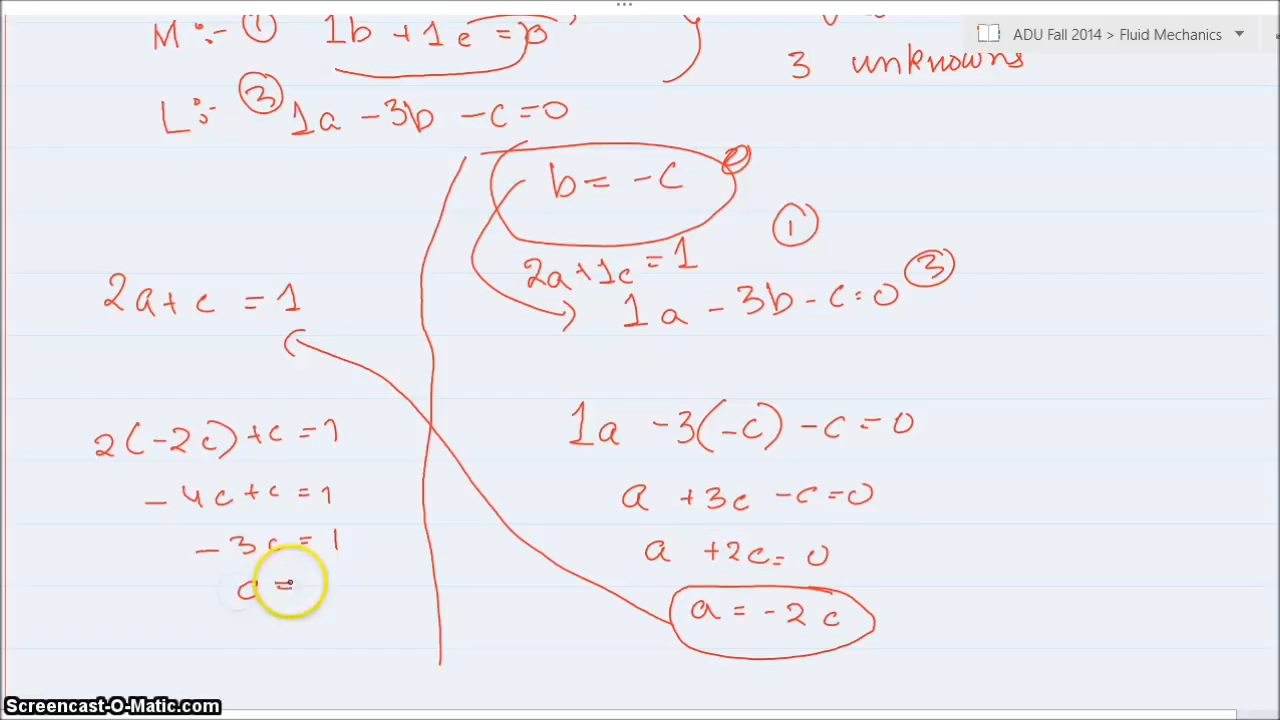 M :- ① 1b + 1c = 0
ADU Fall 2014 > Fluid Mechanics
3 unknowns
L :- ③ 1a - 3b - c = 0
b = - c
①
2a + 1c = 1
1a - 3b - c = 0 ③
2a + c = 1
1a - 3(-c) - c = 0
2(-2c) + c = 1
a + 3c - c = 0
- 4c + c = 1
a + 2c = 0
- 3c = 1
a = - 2c
c =
Screencast-O-Matic.com